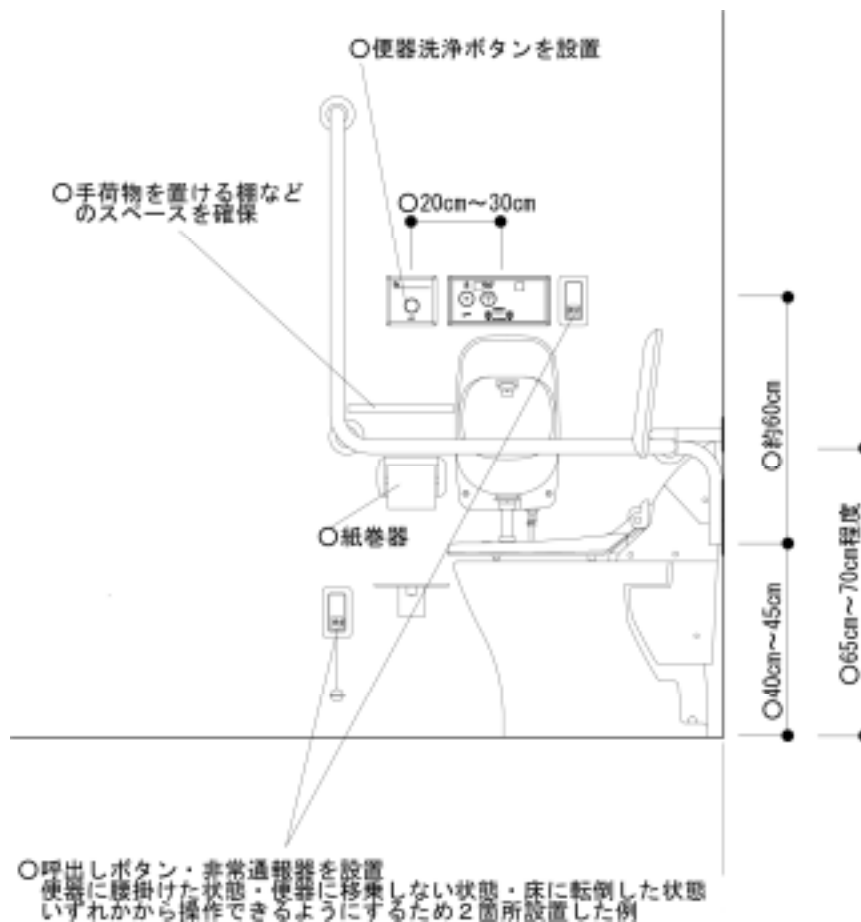 ○便器洗浄ボタンを設置
○手荷物を置ける棚など
のスペースを確保
○20cm～30cm
○約60cm
○紙巻器
○40cm～45cm
○65cm～70cm程度
○呼出しボタン・非常通報器を設置
便器に腰掛けた状態・便器に移乗しない状態・床に転倒した状態
いずれかから操作できるようにするため２箇所設置した例